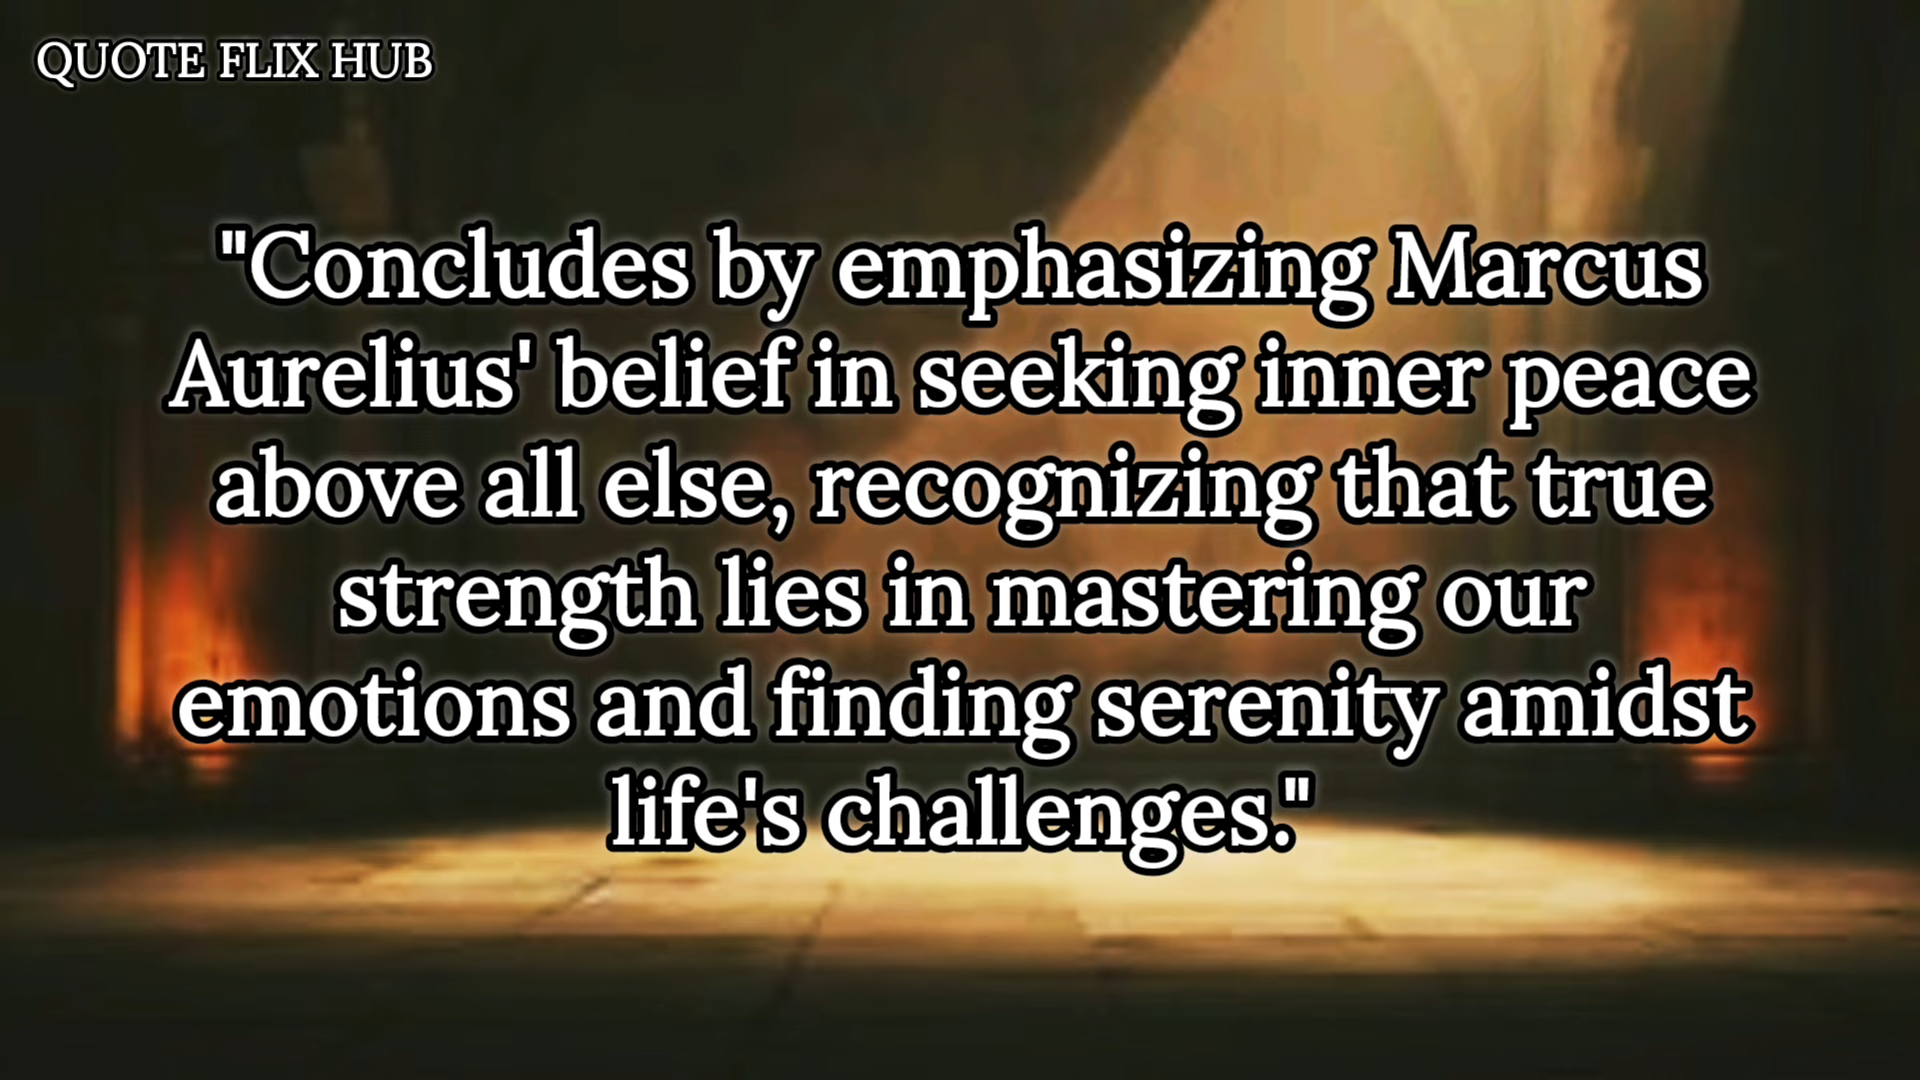 QUOTE FLIX HUB
"Concludes by emphasizing Marcus
Aurelius' belief in seeking inner peace
above all else, recognizing that true
strength lies in mastering our
emotions and finding serenity amidst
life's challenges."